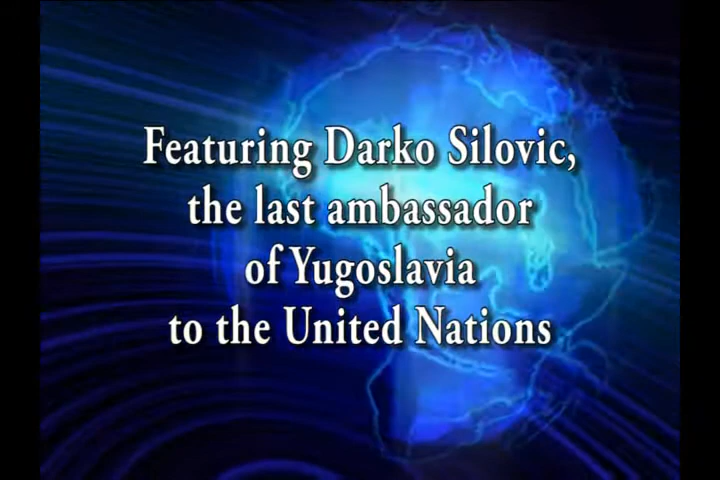 Featuring Darko Silovic,
the last ambassador
of Yugoslavia
to the United Nations